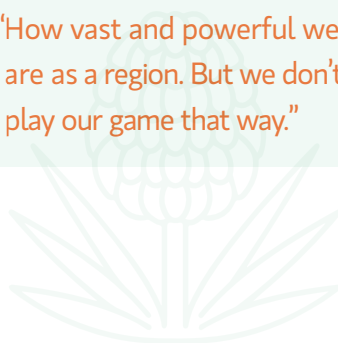 ‘How vast and powerful we
are as a region. But we don’t
play our game that way.”